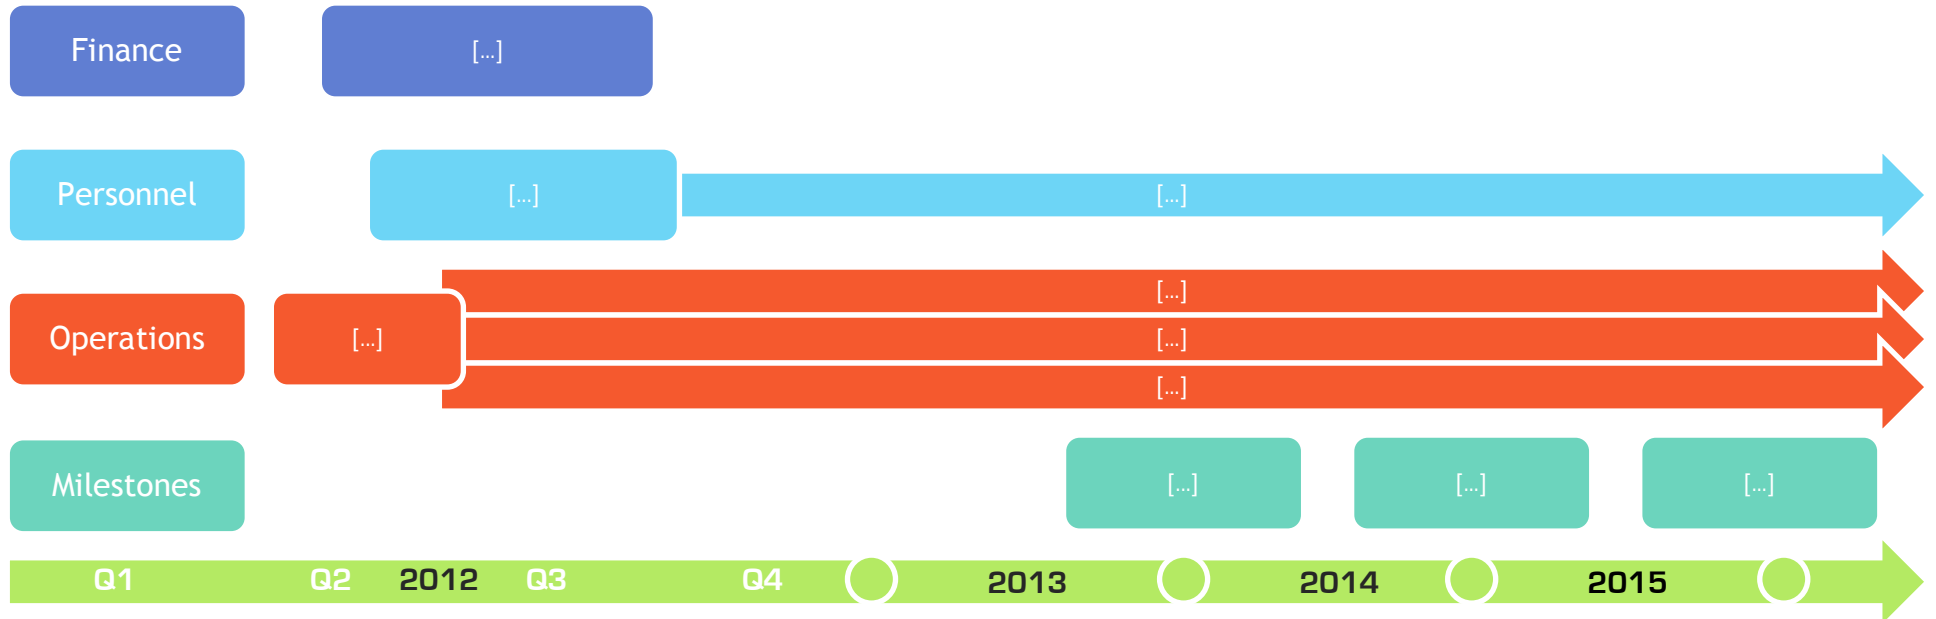 Finance
[...]
Personnel
[...]
[...]
[...]
Operations
[...]
[...]
[...]
Milestones
[...]
[...]
[...]
Q1
Q2
2012
Q3
Q4
2013
2014
2015